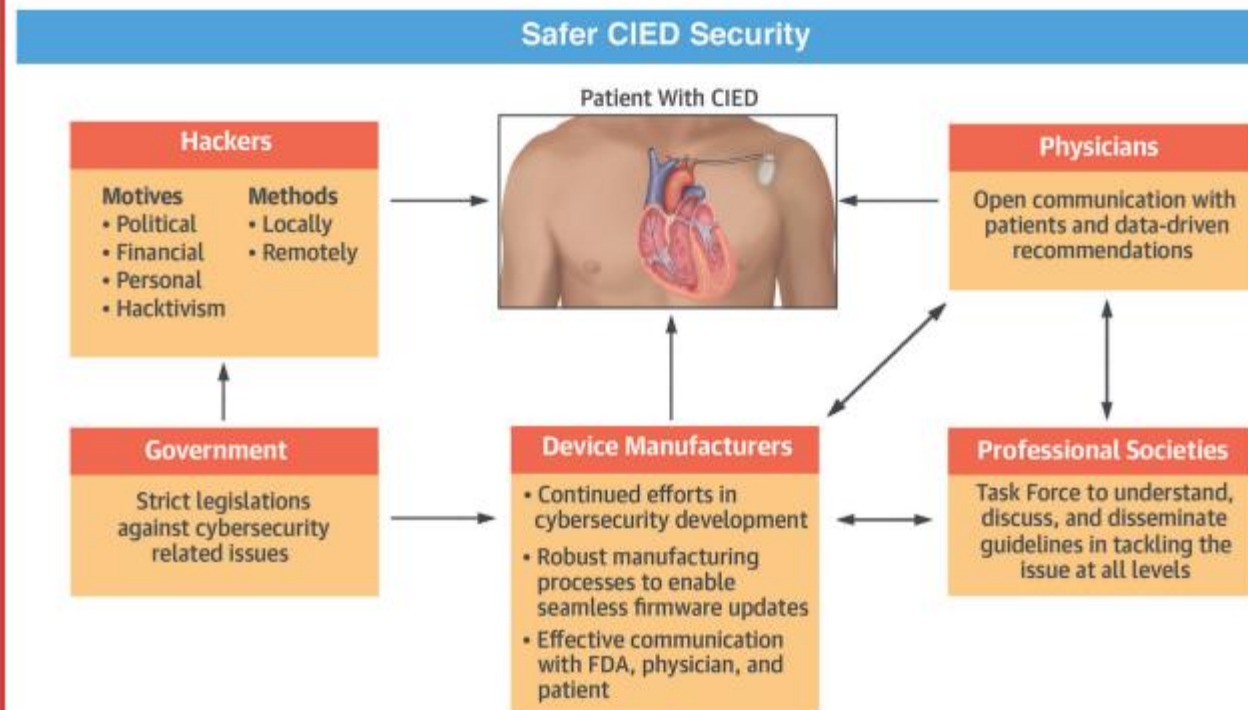 Safer CIED Security
Patient With CIED
Hackers
Motives
• Political
• Financial
• Personal
• Hacktivism
Methods
• Locally
• Remotely
Physicians
Open communication with
patients and data-driven
recommendations
Government
Strict legislations
against cybersecurity
related issues
Device Manufacturers
• Continued efforts in
cybersecurity development
• Robust manufacturing
processes to enable
seamless firmware updates
• Effective communication
with FDA, physician, and
patient
Professional Societies
Task Force to understand,
discuss, and disseminate
guidelines in tackling the
issue at all levels